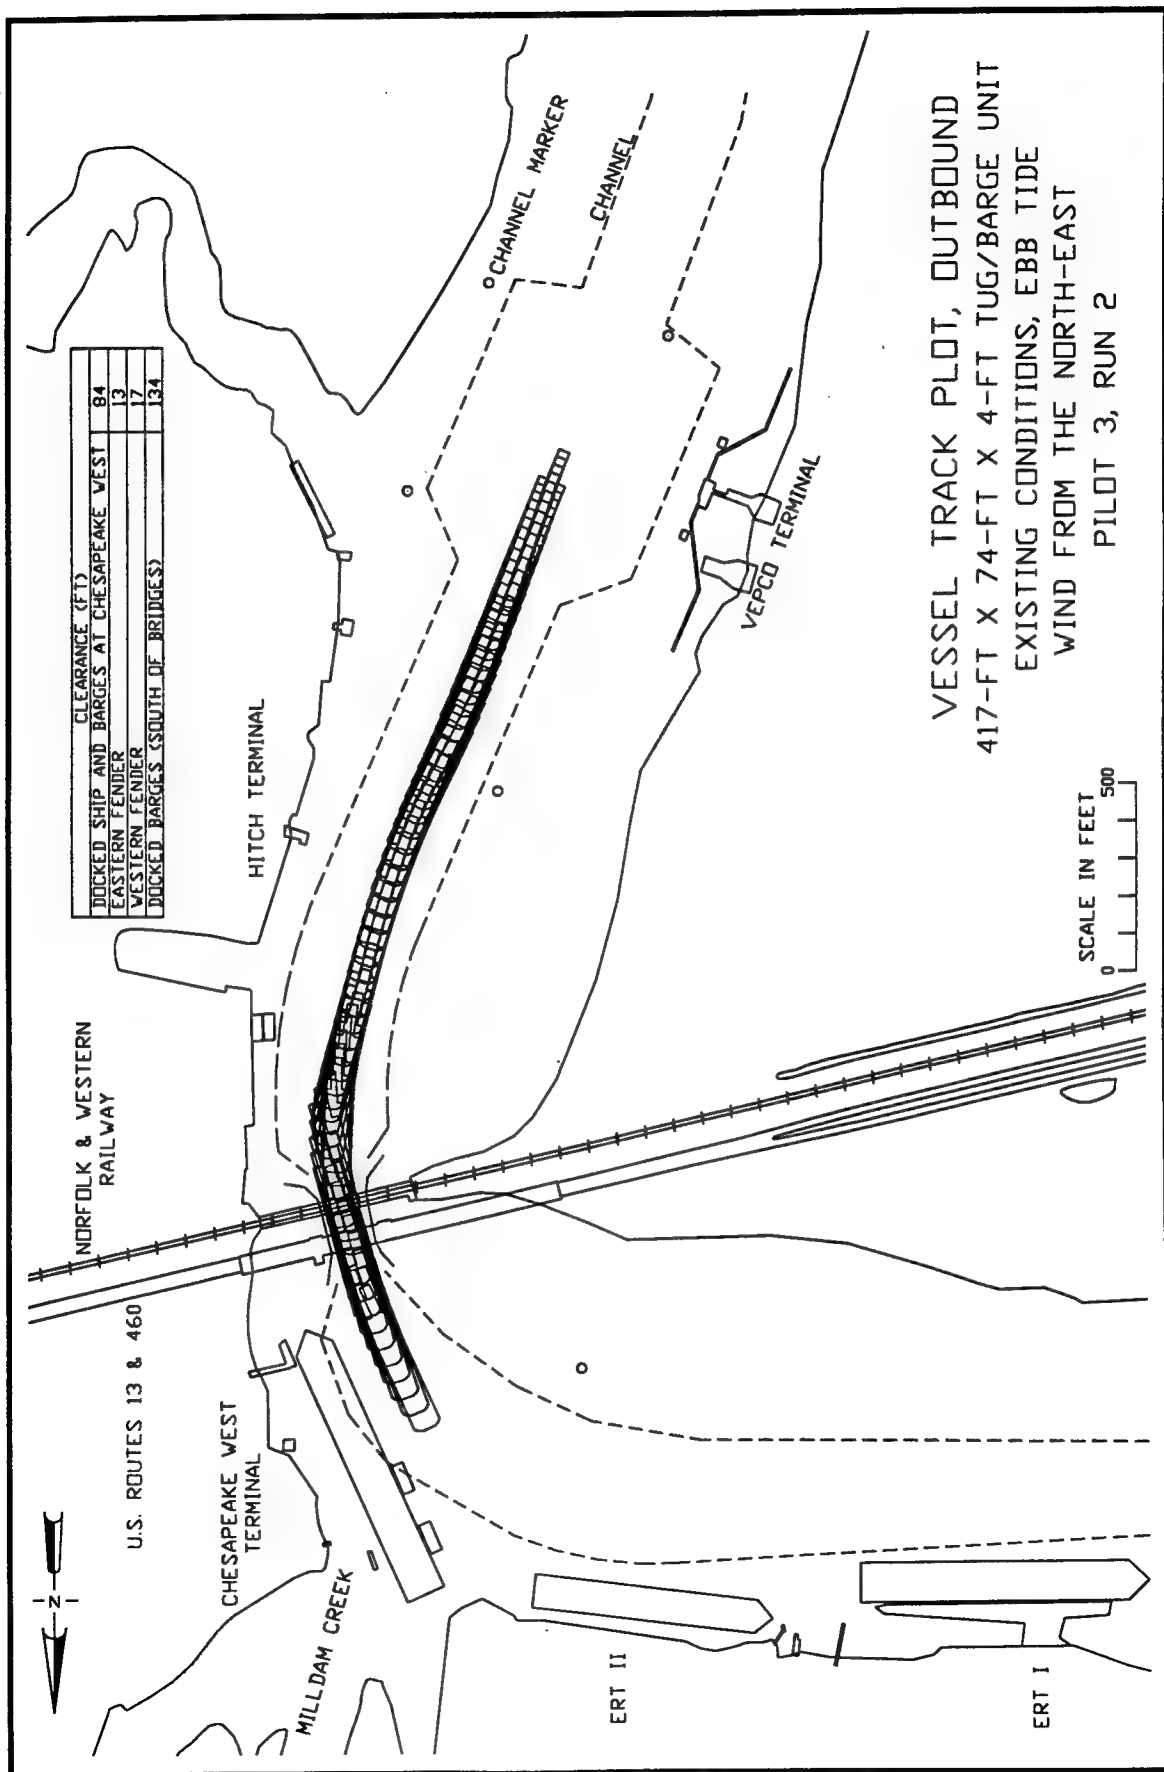 CLEARANCE (FT)
DOCKED SHIP AND BARGES AT CHESAPEAKE WEST 84
EASTERN FENDER 13
WESTERN FENDER 17
DOCKED BARGES (SOUTH OF BRIDGES) 134
N
NORFOLK & WESTERN
RAILWAY
U.S. ROUTES 13 & 460
HITCH TERMINAL
CHESAPEAKE WEST
TERMINAL
MILLDAM CREEK
CHANNEL MARKER
CHANNEL
VEPCO TERMINAL
ERT II
ERT I
SCALE IN FEET
0 500
VESSEL TRACK PLOT, OUTBOUND
417-FT X 74-FT X 4-FT TUG/BARGE UNIT
EXISTING CONDITIONS, EBB TIDE
WIND FROM THE NORTH-EAST
PILOT 3, RUN 2